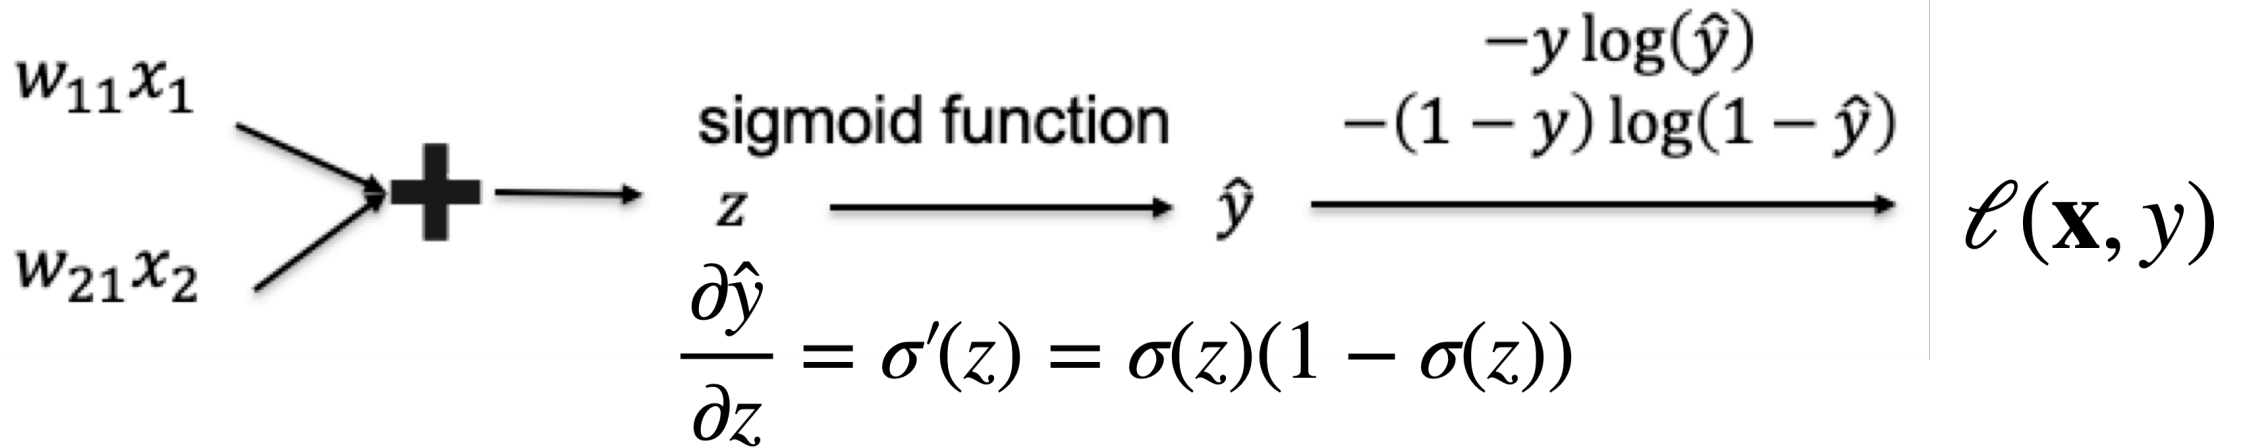 w₁₁x₁
w₂₁x₂
+
sigmoid function
z
ŷ
−y log(ŷ)
−(1 − y) log(1 − ŷ)
ℓ(𝐱, y)
∂ŷ/∂z = σ′(z) = σ(z)(1 − σ(z))